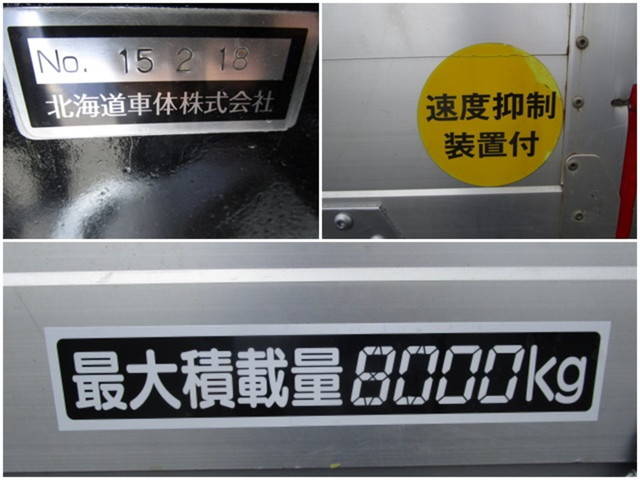 No. 15 2 18
北海道車体株式会社
速度抑制
装置付
最大積載量8000kg